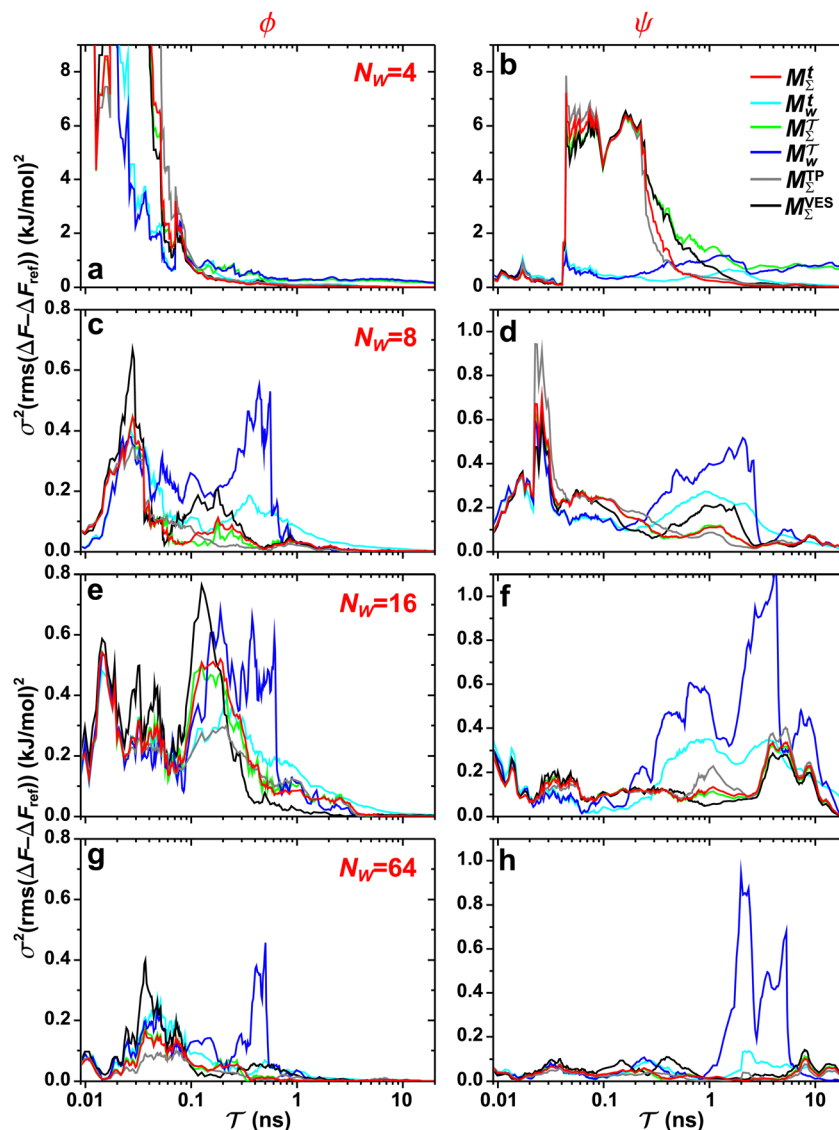 ϕ ψ
8
6
4
2
0
a
N_W=4
8
6
4
2
0
b
M_Σ^t
M_w^t
M_Σ^𝒯
M_w^𝒯
M_Σ^TP
M_Σ^VES
σ²(rms(ΔF−ΔF_ref)) (kJ/mol)²
0.8
0.6
0.4
0.2
0.0
c
N_W=8
1.0
0.8
0.6
0.4
0.2
0.0
d
0.8
0.6
0.4
0.2
0.0
e
N_W=16
1.0
0.8
0.6
0.4
0.2
0.0
f
σ²(rms(ΔF−ΔF_ref)) (kJ/mol)²
0.8
0.6
0.4
0.2
0.0
g
N_W=64
1.0
0.8
0.6
0.4
0.2
0.0
h
0.01 0.1 1 10
𝒯 (ns)
0.01 0.1 1 10
𝒯 (ns)